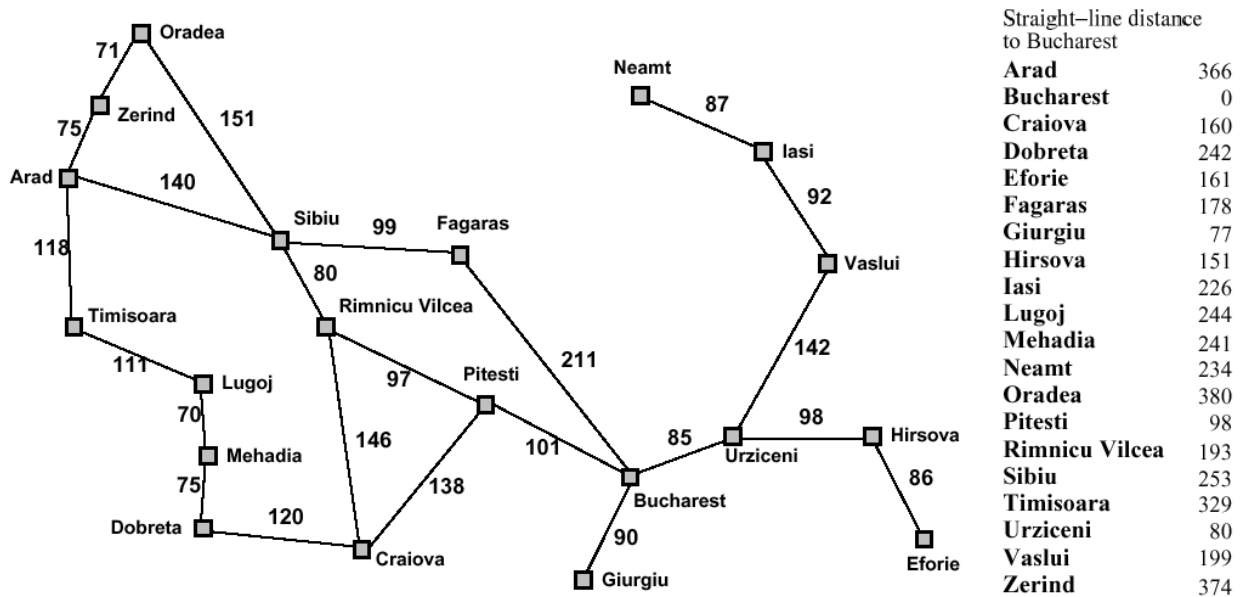 Oradea
71
Zerind
75
151
Arad
140
118
Sibiu
99
Fagaras
80
Timisoara
Rimnicu Vilcea
111
Lugoj
97
Pitesti
211
70
Mehadia
146
101
75
138
Dobreta
120
Craiova
Bucharest
90
Giurgiu
Neamt
87
Iasi
92
Vaslui
142
85
98
Hirsova
Urziceni
86
Eforie
Straight–line distance
to Bucharest
Arad 366
Bucharest 0
Craiova 160
Dobreta 242
Eforie 161
Fagaras 178
Giurgiu 77
Hirsova 151
Iasi 226
Lugoj 244
Mehadia 241
Neamt 234
Oradea 380
Pitesti 98
Rimnicu Vilcea 193
Sibiu 253
Timisoara 329
Urziceni 80
Vaslui 199
Zerind 374